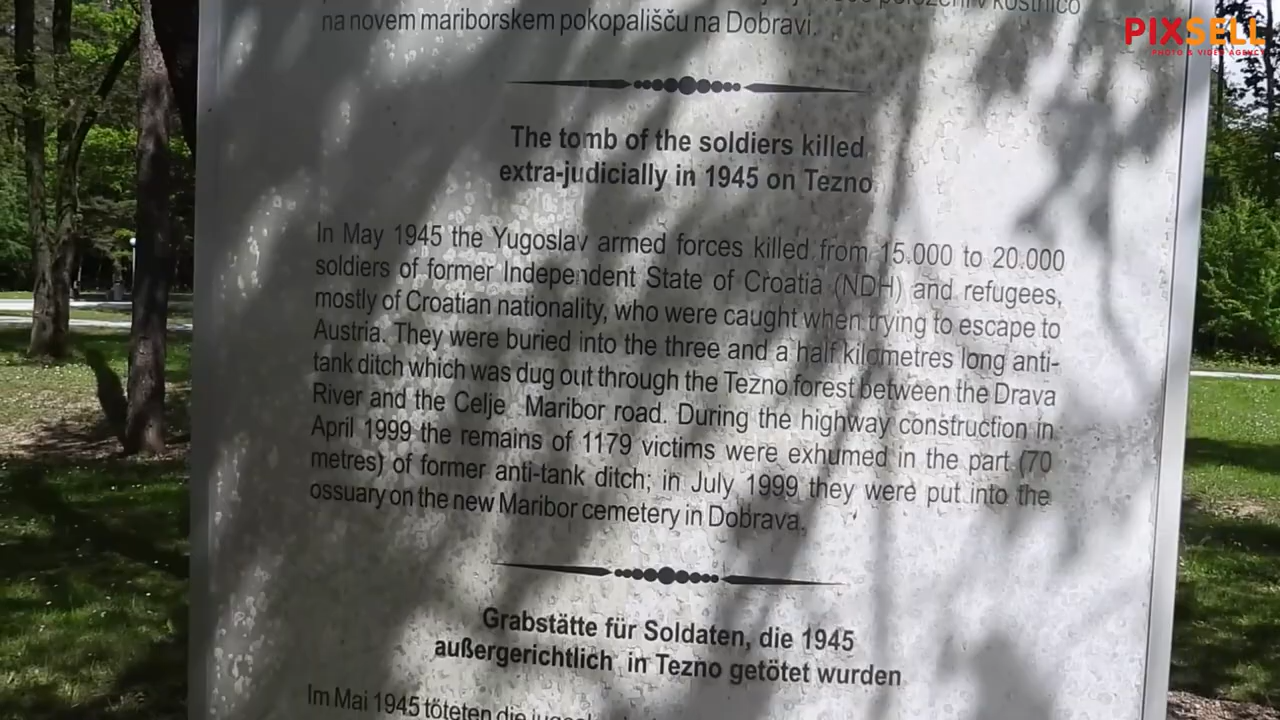 PIXSELL
PHOTO & VIDEO AGENCY
v kostnico
na novem mariborskem pokopališču na Dobravi.
The tomb of the soldiers killed
extra-judicially in 1945 on Tezno
In May 1945 the Yugoslav armed forces killed from 15.000 to 20.000
soldiers of former Independent State of Croatia (NDH) and refugees,
mostly of Croatian nationality, who were caught when trying to escape to
Austria. They were buried into the three and a half kilometres long anti-
tank ditch which was dug out through the Tezno forest between the Drava
River and the Celje Maribor road. During the highway construction in
April 1999 the remains of 1179 victims were exhumed in the part (70
metres) of former anti-tank ditch; in July 1999 they were put into the
ossuary on the new Maribor cemetery in Dobrava.
Grabstätte für Soldaten, die 1945
außergerichtlich in Tezno getötet wurden
Im Mai 1945 töteten die